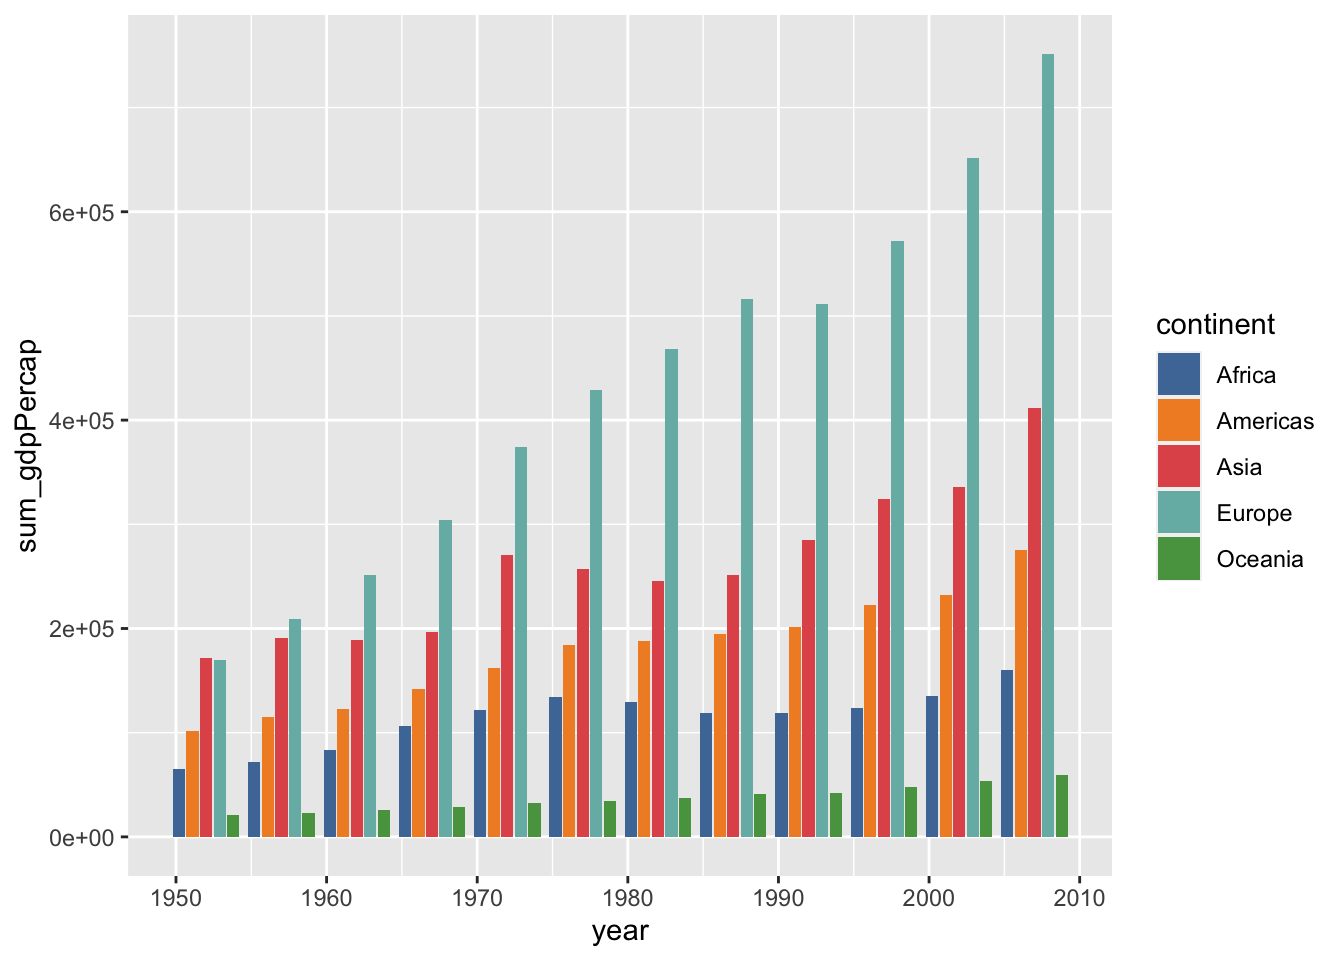 6e+05
4e+05
2e+05
0e+00
sum_gdpPercap
1950 1960 1970 1980 1990 2000 2010
year
continent
Africa
Americas
Asia
Europe
Oceania